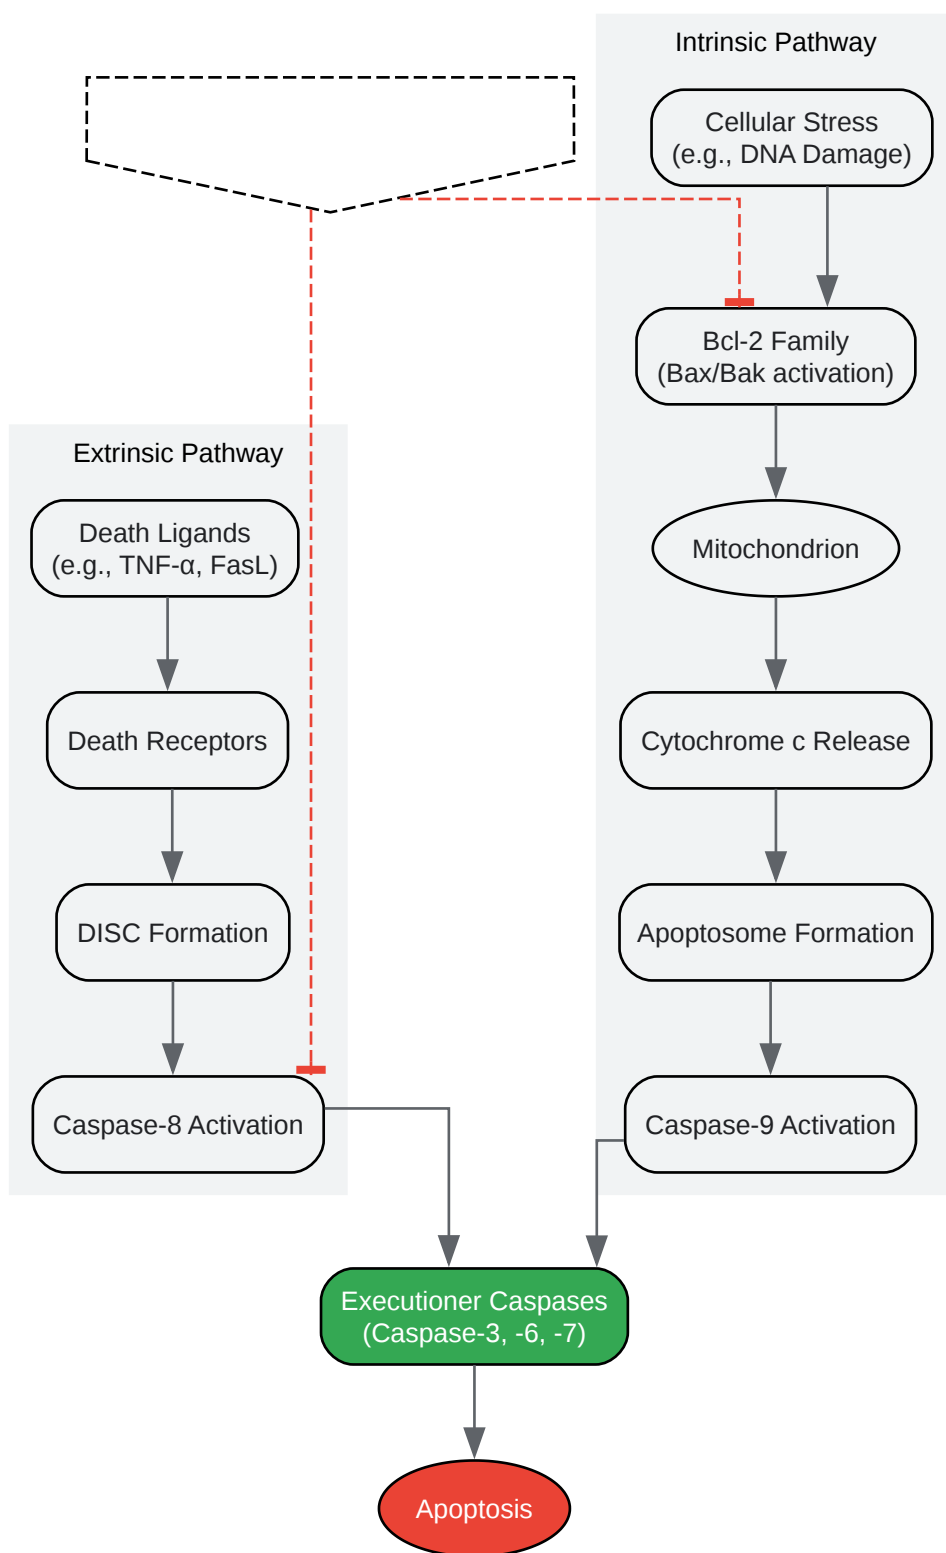 Intrinsic Pathway
Cellular Stress
(e.g., DNA Damage)
Bcl-2 Family
(Bax/Bak activation)
Mitochondrion
Cytochrome c Release
Apoptosome Formation
Caspase-9 Activation
Extrinsic Pathway
Death Ligands
(e.g., TNF-α, FasL)
Death Receptors
DISC Formation
Caspase-8 Activation
Executioner Caspases
(Caspase-3, -6, -7)
Apoptosis